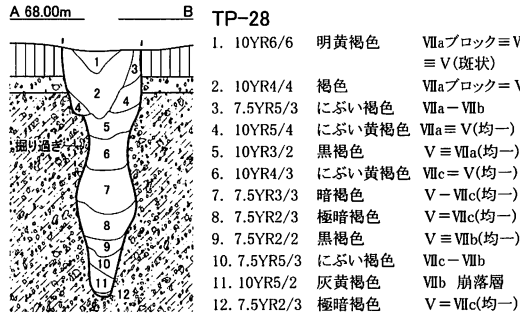 A 68.00m B
TP-28
1. 10YR6/6 明黄褐色 Ⅶaブロック≡V
≡V(斑状)
2. 10YR4/4 褐色 Ⅶaブロック=V
3. 7.5YR5/3 にぶい褐色 Ⅶa-Ⅶb
4. 10YR5/4 にぶい黄褐色 Ⅶa≡V(均一)
5. 10YR3/2 黒褐色 V≡Ⅶa(均一)
6. 10YR4/3 にぶい黄褐色 Ⅶc=V(均一)
7. 7.5YR3/3 暗褐色 V-Ⅶc(均一)
8. 7.5YR2/3 極暗褐色 V=Ⅶc(均一)
9. 7.5YR2/2 黒褐色 V≡Ⅶb(均一)
10. 7.5YR5/3 にぶい褐色 Ⅶc-Ⅶb
11. 10YR5/2 灰黄褐色 Ⅶb 崩落層
12. 7.5YR2/3 極暗褐色 V=Ⅶc(均一)
1
3
2
4
4
5
掘り過ぎ
6
7
8
9
10
11
12